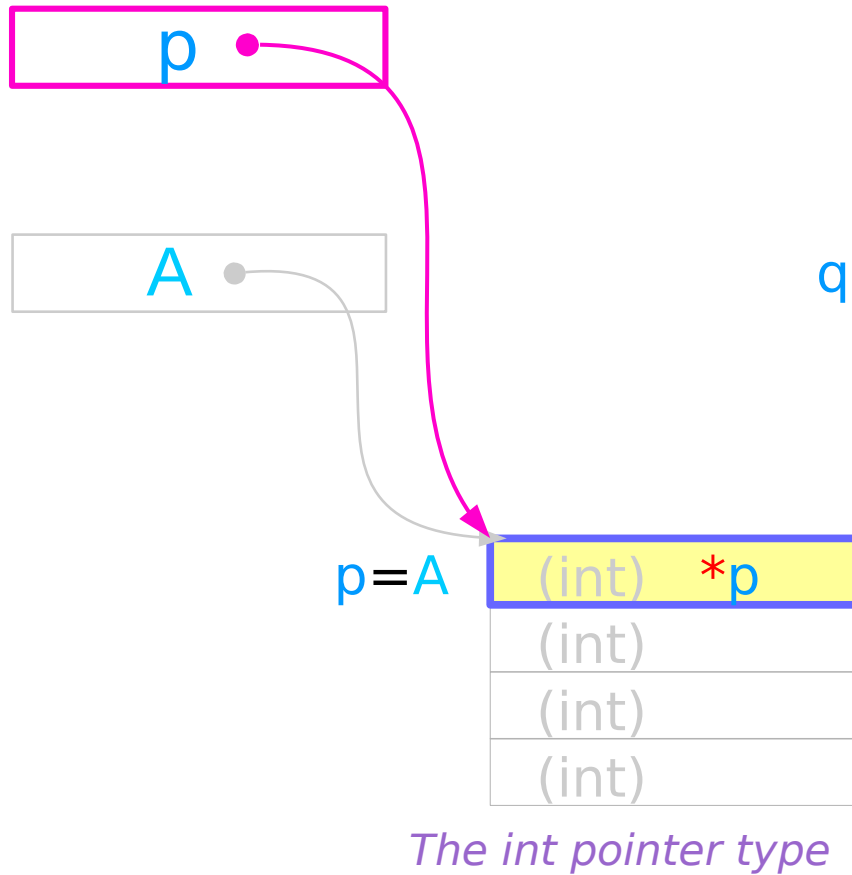 p
A
q
p=A
(int) *p
(int)
(int)
(int)
The int pointer type